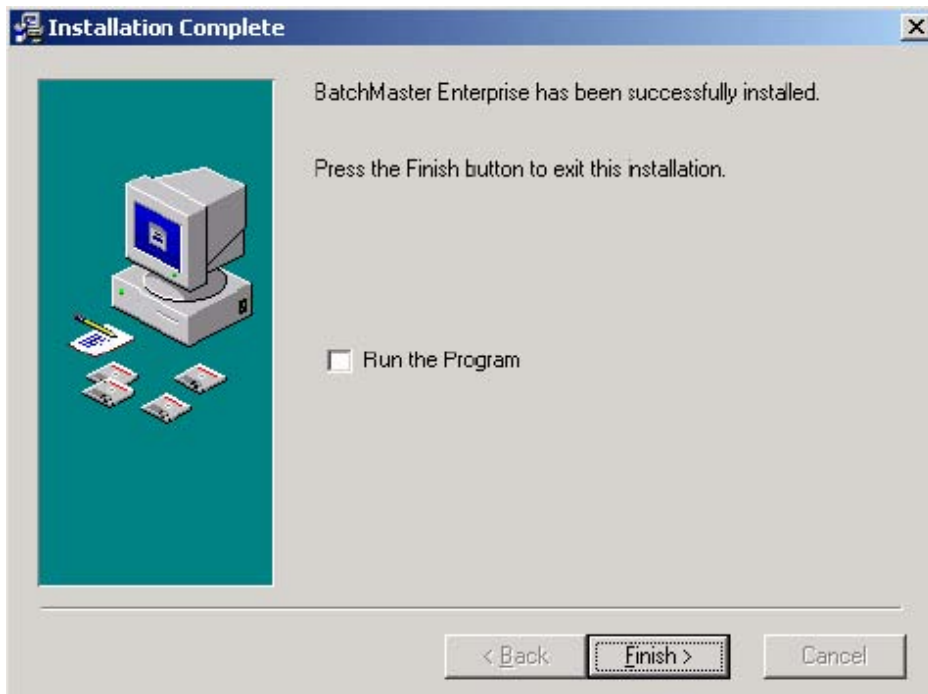 Installation Complete
BatchMaster Enterprise has been successfully installed.
Press the Finish button to exit this installation.
Run the Program
< Back
Finish >
Cancel